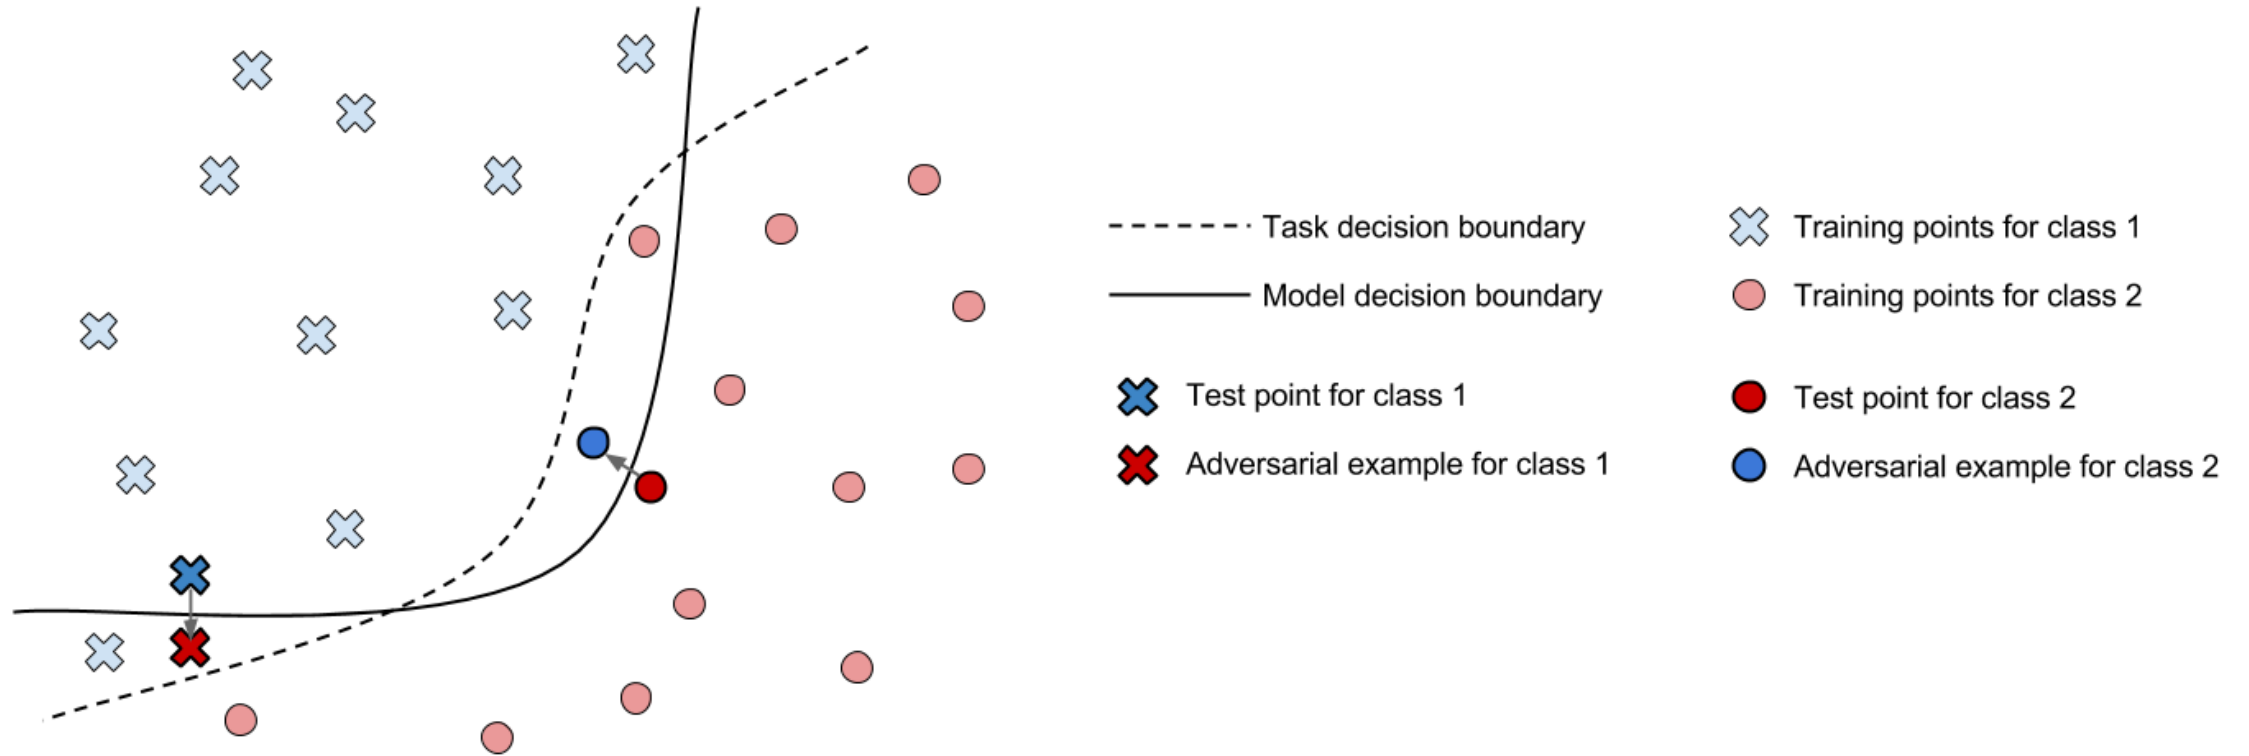 Task decision boundary
Training points for class 1
Model decision boundary
Training points for class 2
Test point for class 1
Test point for class 2
Adversarial example for class 1
Adversarial example for class 2